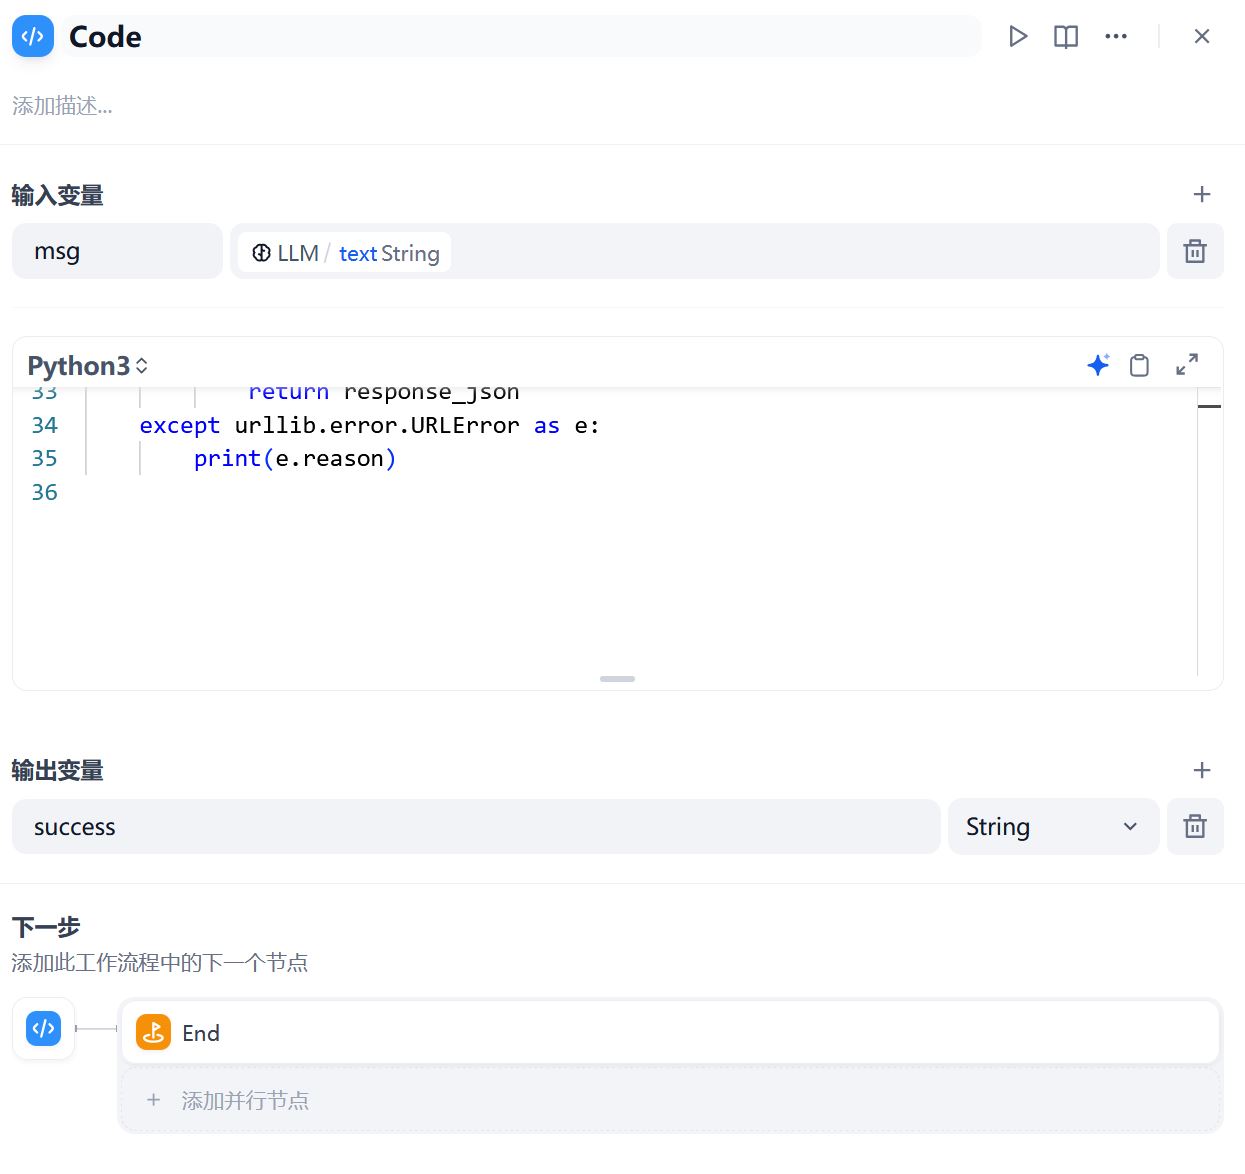 Code
添加描述...
输入变量
msg
LLM / text String
Python3
33 return response_json
34 except urllib.error.URLError as e:
35 print(e.reason)
36
输出变量
success
String
下一步
添加此工作流程中的下一个节点
End
+ 添加并行节点